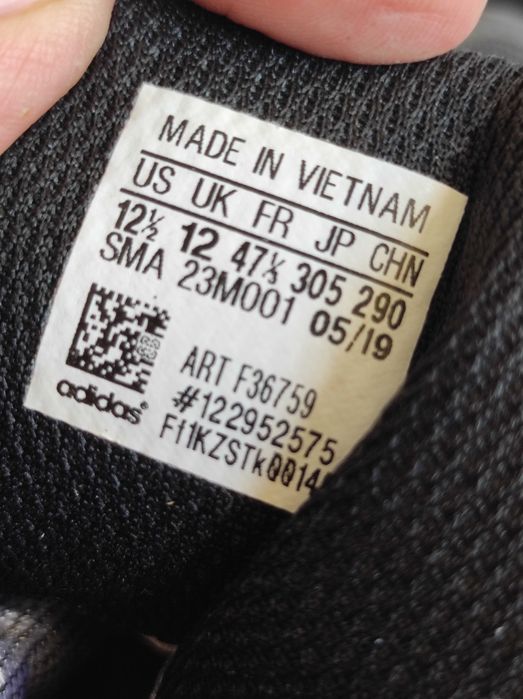 MADE IN VIETNAM
US UK FR JP CHN
12½ 12 47⅓ 305 290
SMA 23M001 05/19
ART F36759
#122952575
adidas®